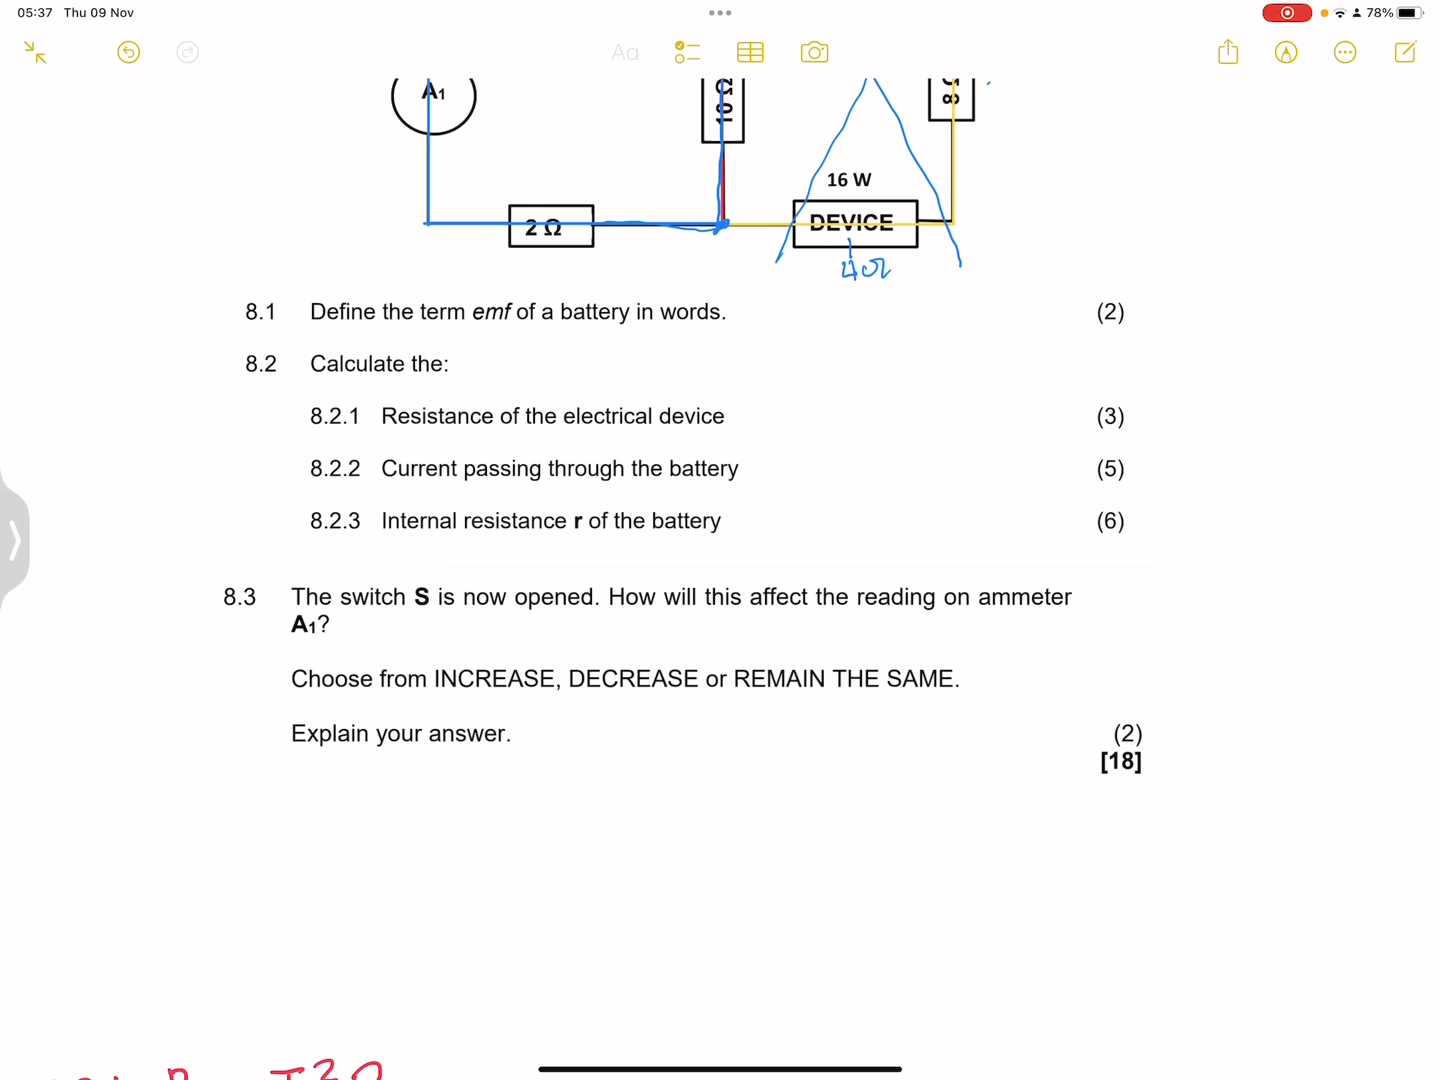 05:37 Thu 09 Nov
78%
Aa
A1
10 Ω
8
16 W
2 Ω
DEVICE
4Ω
8.1 Define the term emf of a battery in words. (2)
8.2 Calculate the:
8.2.1 Resistance of the electrical device (3)
8.2.2 Current passing through the battery (5)
8.2.3 Internal resistance r of the battery (6)
8.3 The switch S is now opened. How will this affect the reading on ammeter
A1?
Choose from INCREASE, DECREASE or REMAIN THE SAME.
Explain your answer. (2)
[18]